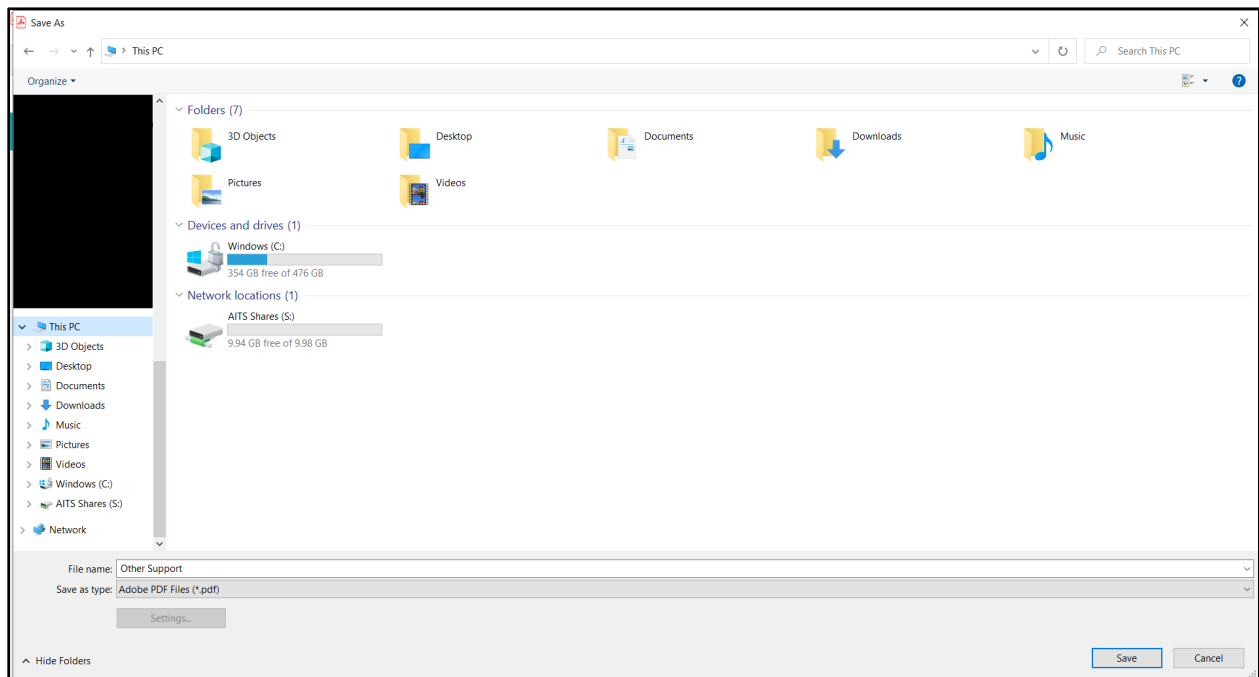 Save As
This PC
Search This PC
Organize
Folders (7)
3D Objects
Desktop
Documents
Downloads
Music
Pictures
Videos
Devices and drives (1)
Windows (C:)
354 GB free of 476 GB
Network locations (1)
AITS Shares (S:)
9.94 GB free of 9.98 GB
This PC
3D Objects
Desktop
Documents
Downloads
Music
Pictures
Videos
Windows (C:)
AITS Shares (S:)
Network
File name: Other Support
Save as type: Adobe PDF Files (*.pdf)
Settings...
Hide Folders
Save
Cancel